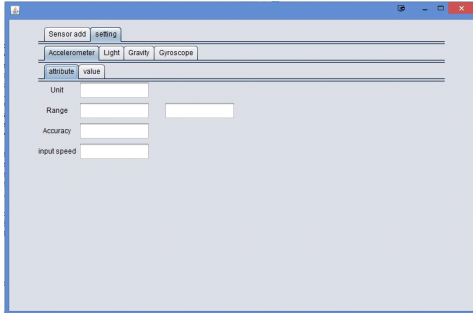 Sensor add setting
Accelerometer Light Gravity Gyroscope
attribute value
Unit
Range
Accuracy
input speed